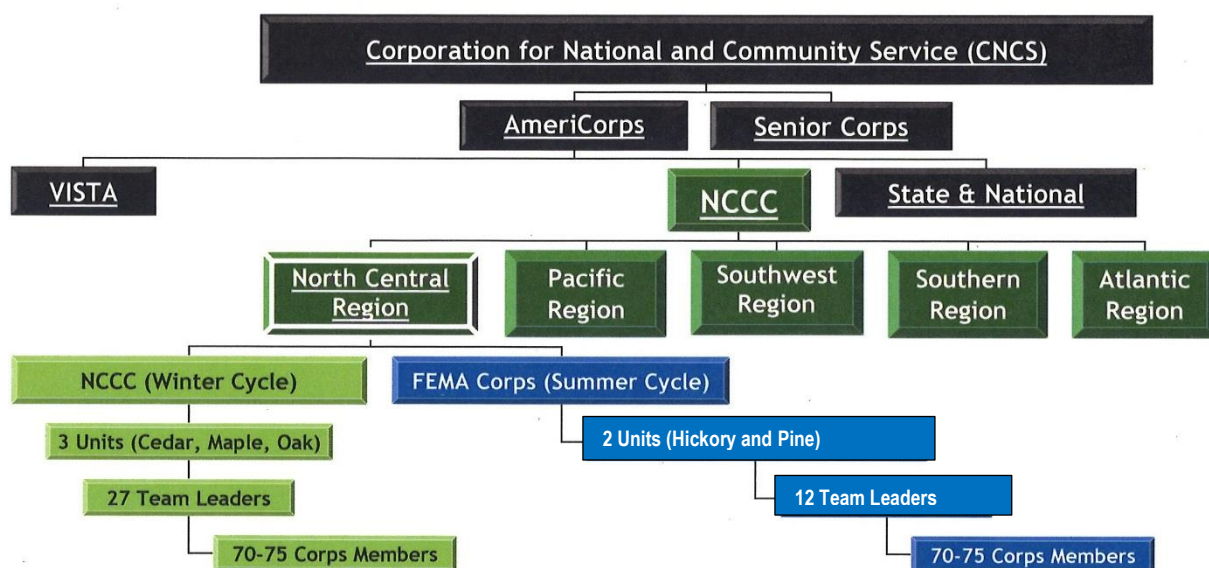 Corporation for National and Community Service (CNCS)
AmeriCorps
Senior Corps
VISTA
NCCC
State & National
North Central
Region
Pacific
Region
Southwest
Region
Southern
Region
Atlantic
Region
NCCC (Winter Cycle)
FEMA Corps (Summer Cycle)
3 Units (Cedar, Maple, Oak)
2 Units (Hickory and Pine)
27 Team Leaders
12 Team Leaders
70-75 Corps Members
70-75 Corps Members